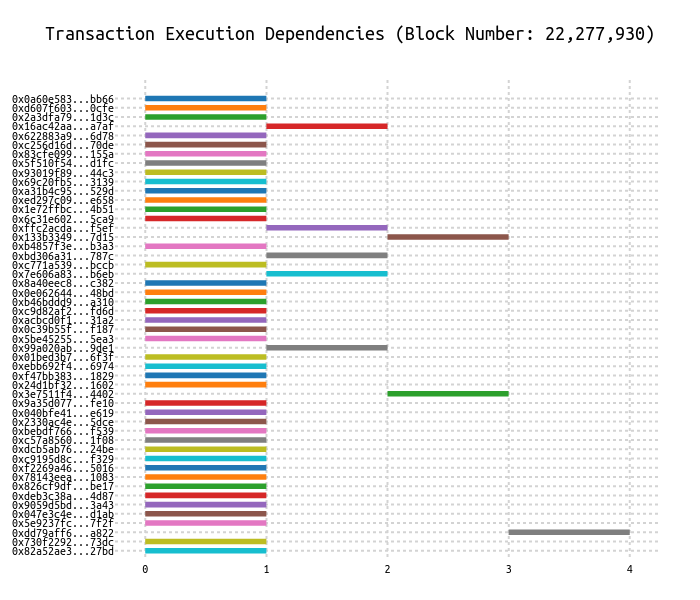 Transaction Execution Dependencies (Block Number: 22,277,930)
0x0a60e583...bb66
0xd607f603...0cfe
0x2a3dfa79...1d3c
0x16ac42aa...a7af
0x622883a9...6d78
0xc256d16d...70de
0x83cfe099...155a
0x5f510f54...d1fc
0x93019f89...44c3
0x69c20fb5...3139
0xa31b4c95...529d
0xed297c09...e658
0x1e72ffbc...4b51
0x6c31e602...5ca9
0xffc2acda...f5ef
0x133b3349...7d15
0xb4857f3e...b3a3
0xbd306a31...787c
0xc771a539...bccb
0x7e606a83...b6eb
0x8a40eec8...c382
0x0e062644...48bd
0xb46bddd9...a310
0xc9d82af2...fd6d
0xacbcd0f1...31a2
0x0c39b55f...f187
0x5be45255...5ea3
0x99a020ab...9de1
0x01bed3b7...6f3f
0xebb692f4...6974
0xf47bb383...1829
0x24d1bf32...1602
0x3e7511f4...4402
0x9a35d077...fe10
0x040bfe41...e619
0x2330ac4e...5dce
0xbebdf766...f539
0xc57a8560...1f08
0xdcb5ab76...24be
0xc9195d8c...f329
0xf2269a46...5016
0x78143eea...1083
0x826cf9df...be17
0xdeb3c38a...4d87
0x9059d5bd...3a43
0x047e3c4e...d1ab
0x5e9237fc...7f2f
0xdd79aff6...a822
0x730f2292...73dc
0x82a52ae3...27bd
0 1 2 3 4